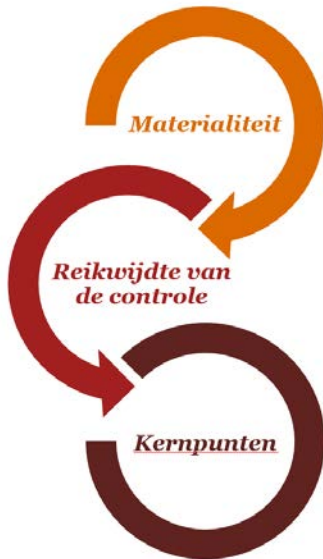 Materialiteit
Reikwijdte van
de controle
Kernpunten